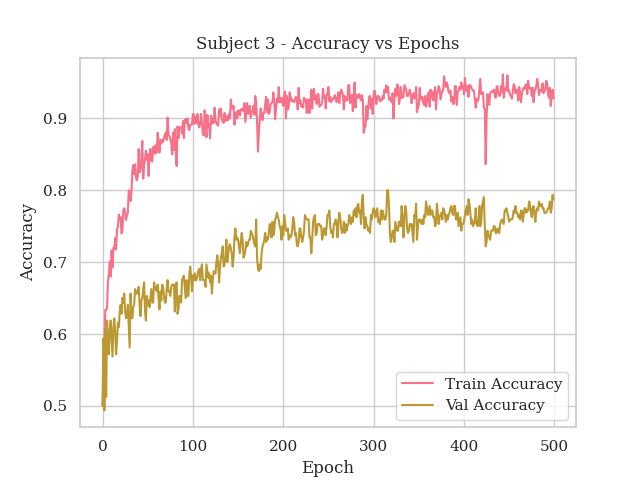 Subject 3 - Accuracy vs Epochs
Accuracy
0.9
0.8
0.7
0.6
0.5
Train Accuracy
Val Accuracy
0 100 200 300 400 500
Epoch